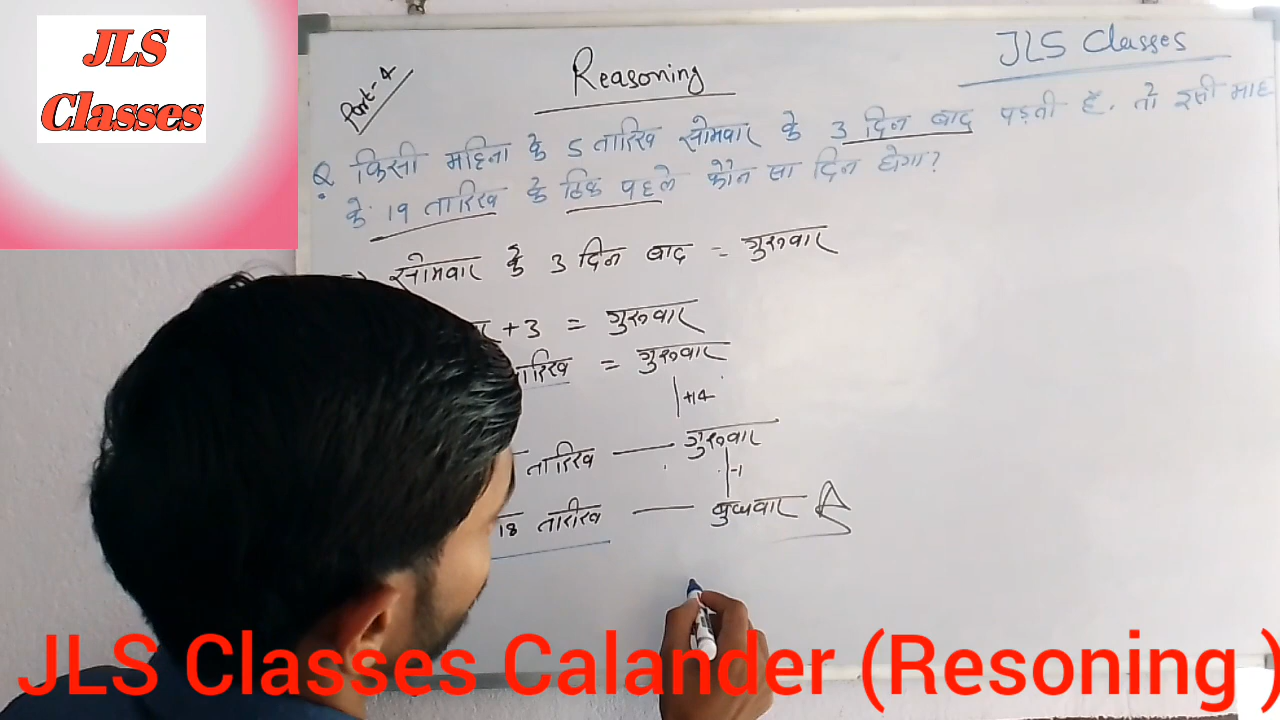 JLS
Classes
Part-4
Reasoning
JLS Classes
Q. किसी महिना के 5 तारिख सोमवार के 3 दिन बाद पड़ती है. तो इसी माह
के 19 तारिख के ठिक पहले कौन सा दिन होगा?
सोमवार के 3 दिन बाद = गुरुवार
+3 = गुरुवार
तारिख = गुरुवार
+14
तारिख — गुरुवार
-1
18 तारीख — बुधवार A
JLS Classes Calander (Resoning )